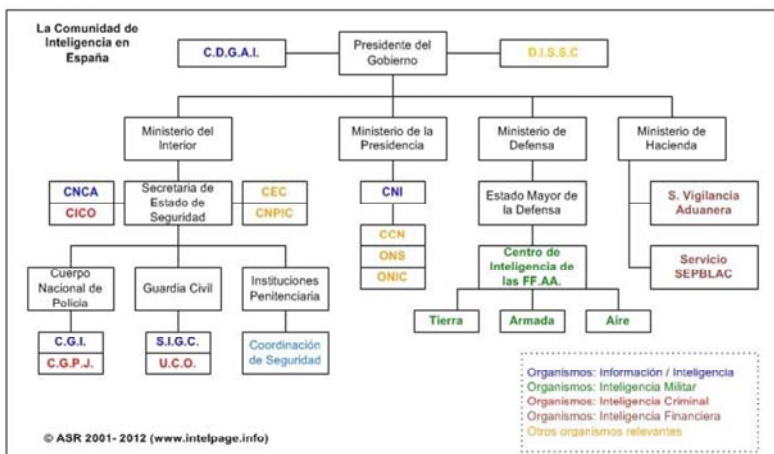 La Comunidad de
Inteligencia en
España
C.D.G.A.I.
Presidente del
Gobierno
D.I.S.S.C
Ministerio del
Interior
Ministerio de la
Presidencia
Ministerio de
Defensa
Ministerio de
Hacienda
CNCA
CICO
Secretaria de
Estado de
Seguridad
CEC
CNPIC
CNI
CCN
ONS
ONIC
Estado Mayor de
la Defensa
Centro de
Inteligencia de
las FF.AA.
Tierra
Armada
Aire
S. Vigilancia
Aduanera
Servicio
SEPBLAC
Cuerpo
Nacional de
Policia
Guardia Civil
Instituciones
Penitenciaria
C.G.I.
C.G.P.J.
S.I.G.C.
U.C.O.
Coordinación
de Seguridad
Organismos: Información / Inteligencia
Organismos: Inteligencia Militar
Organismos: Inteligencia Criminal
Organismos: Inteligencia Financiera
Otros organismos relevantes
© ASR 2001- 2012 (www.intelpage.info)